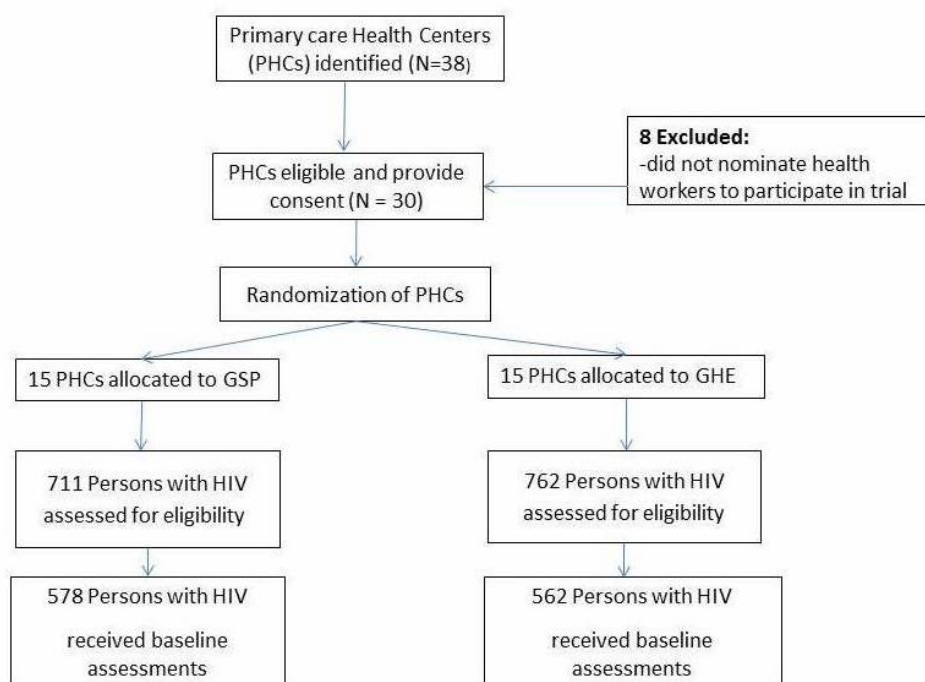 Primary care Health Centers
(PHCs) identified (N=38)
8 Excluded:
-did not nominate health
workers to participate in trial
PHCs eligible and provide
consent (N = 30)
Randomization of PHCs
15 PHCs allocated to GSP
15 PHCs allocated to GHE
711 Persons with HIV
assessed for eligibility
762 Persons with HIV
assessed for eligibility
578 Persons with HIV
received baseline
assessments
562 Persons with HIV
received baseline
assessments